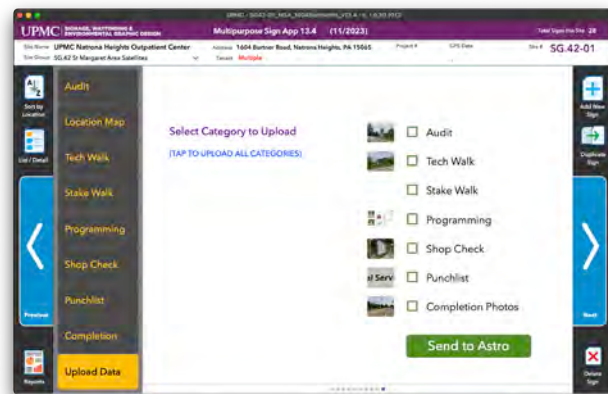 UPMC SIGNAGE, WAYFINDING & ENVIRONMENTAL GRAPHIC DESIGN
Multipurpose Sign App 13.4 (11/2023)
Total Signs this Site 28
Site Name UPMC Natrona Heights Outpatient Center
Address 1604 Burtner Road, Natrona Heights, PA 15065
Project #
GPS Data
Site # SG.42-01
Site Group SG.42 St Margaret Area Satellites
Tenant Multiple
Sort by Location
List / Detail
Previous
Reports
Audit
Location Map
Tech Walk
Stake Walk
Programming
Shop Check
Punchlist
Completion
Upload Data
Select Category to Upload
(TAP TO UPLOAD ALL CATEGORIES)
Audit
Tech Walk
Stake Walk
Programming
Shop Check
Punchlist
Completion Photos
Send to Astro
Add New Sign
Duplicate Sign
Next
Delete Sign